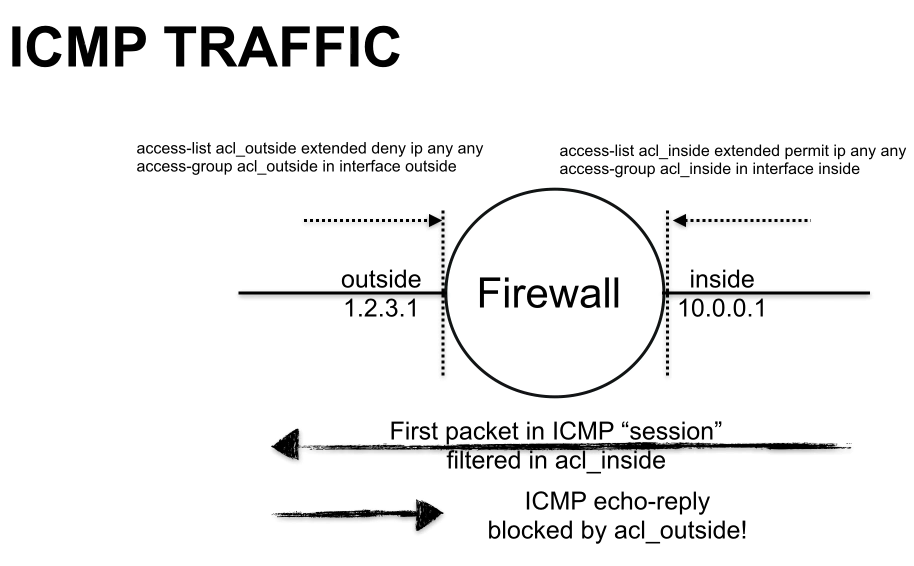 ICMP TRAFFIC
access-list acl_outside extended deny ip any any
access-group acl_outside in interface outside
access-list acl_inside extended permit ip any any
access-group acl_inside in interface inside
outside
1.2.3.1
Firewall
inside
10.0.0.1
First packet in ICMP “session”
filtered in acl_inside
ICMP echo-reply
blocked by acl_outside!